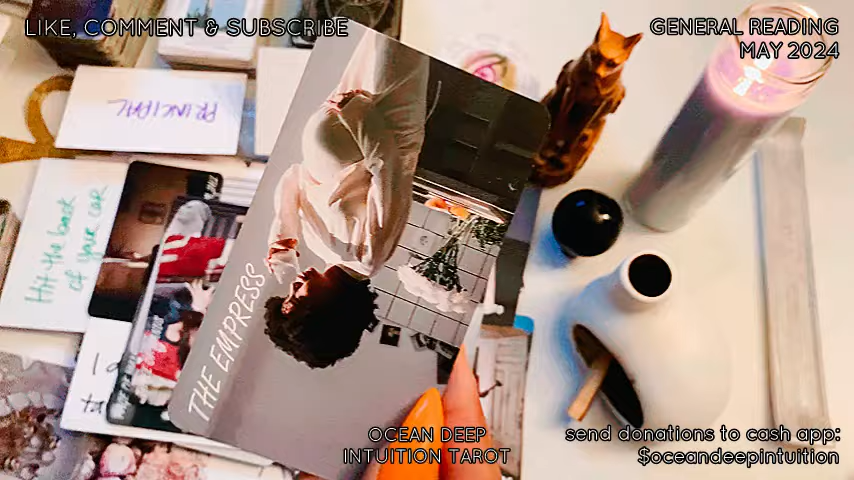 LIKE, COMMENT & SUBSCRIBE
GENERAL READING
MAY 2024
PRINCIPAL
Hit the back
of your car
THE EMPRESS
OCEAN DEEP
INTUITION TAROT
send donations to cash app:
$oceandeepintuition